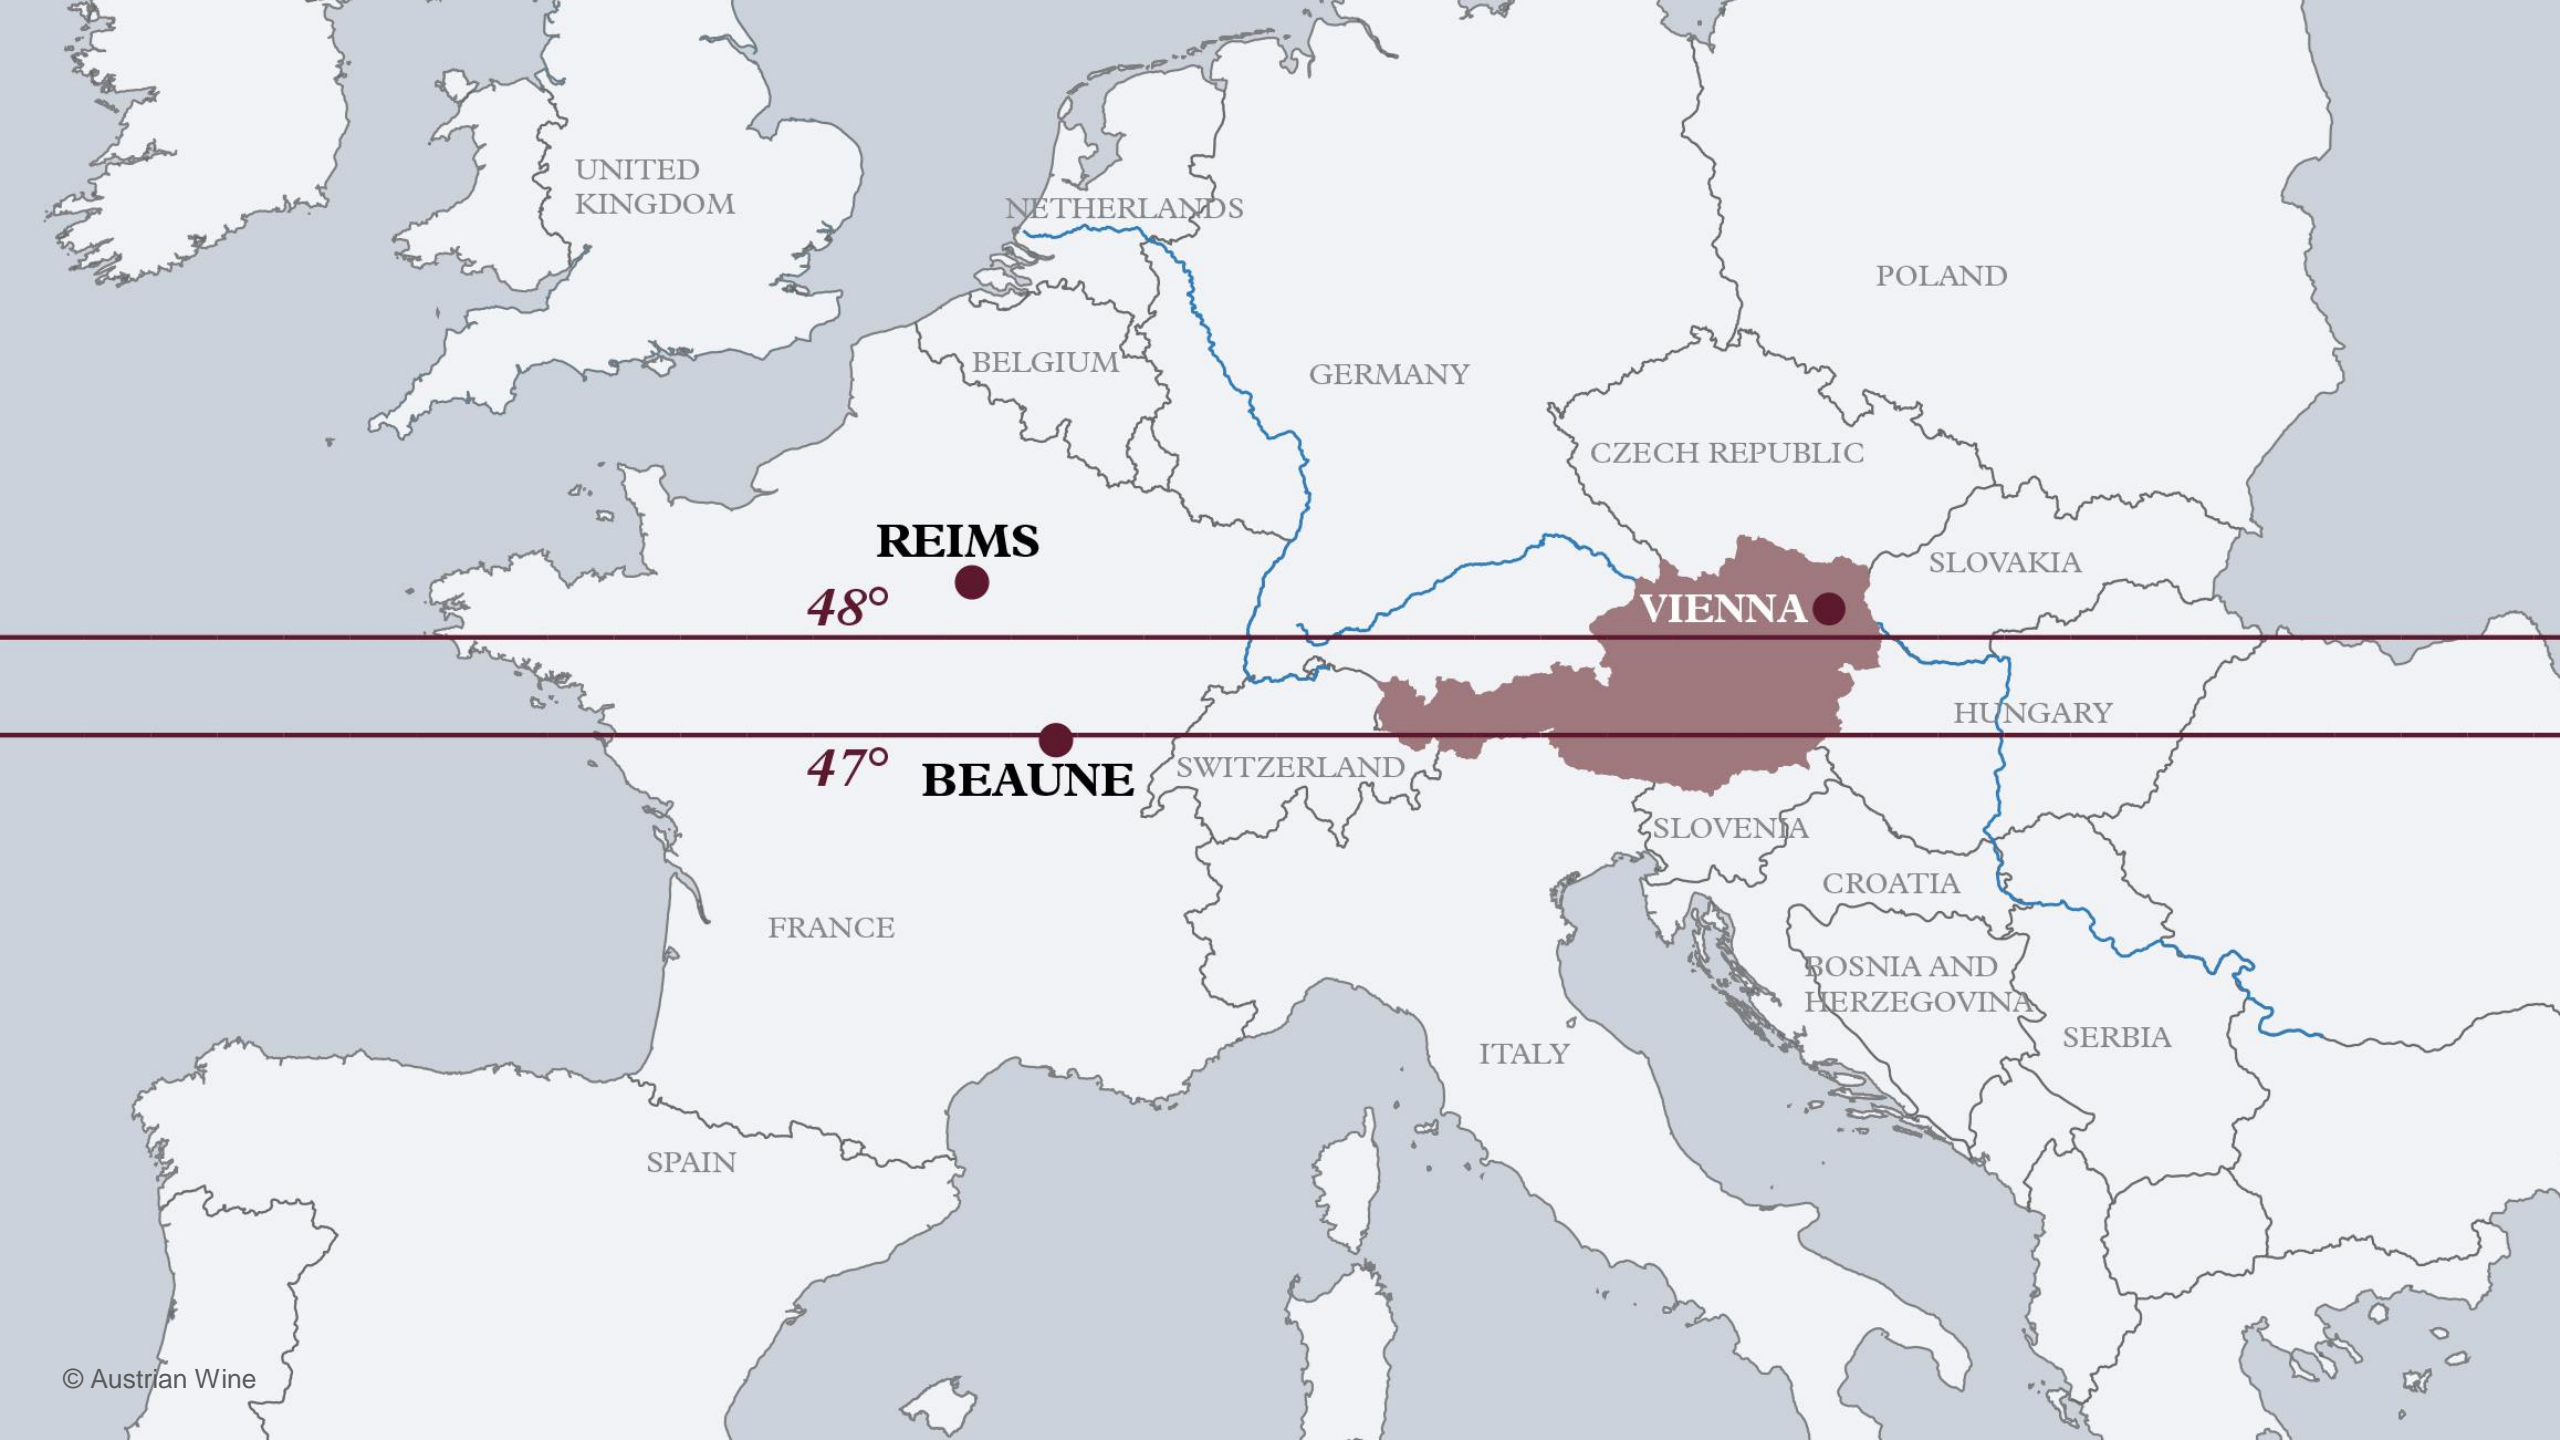 UNITED
KINGDOM
NETHERLANDS
POLAND
BELGIUM
GERMANY
CZECH REPUBLIC
REIMS
SLOVAKIA
48°
VIENNA
HUNGARY
47°
BEAUNE
SWITZERLAND
SLOVENIA
CROATIA
FRANCE
BOSNIA AND
HERZEGOVINA
SERBIA
ITALY
SPAIN
© Austrian Wine